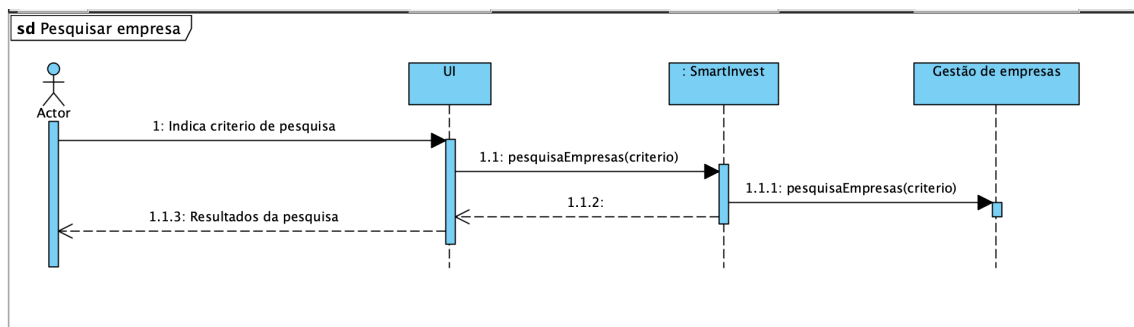 sd Pesquisar empresa
UI
: SmartInvest
Gestão de empresas
Actor
1: Indica criterio de pesquisa
1.1: pesquisaEmpresas(criterio)
1.1.1: pesquisaEmpresas(criterio)
1.1.2:
1.1.3: Resultados da pesquisa